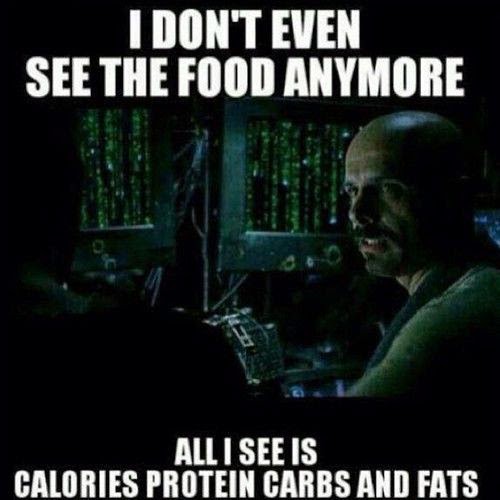 I DON'T EVEN
SEE THE FOOD ANYMORE
ALL I SEE IS
CALORIES PROTEIN CARBS AND FATS